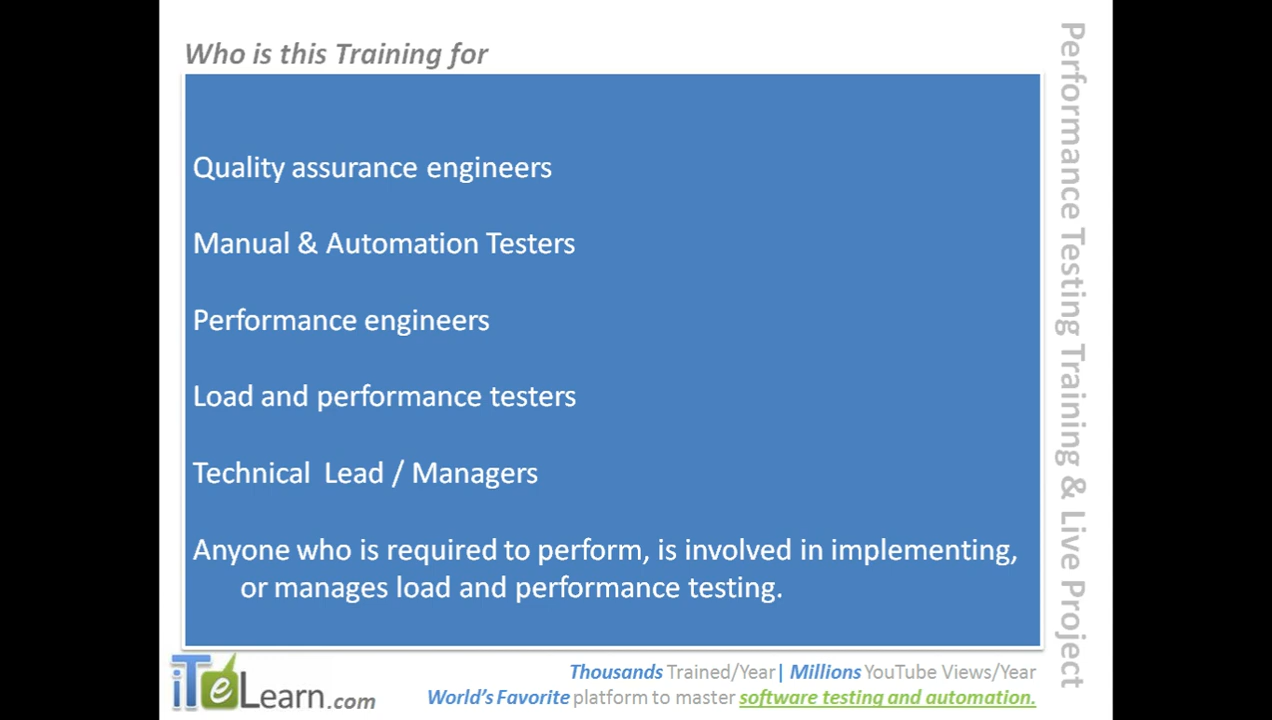 Who is this Training for
Quality assurance engineers
Manual & Automation Testers
Performance engineers
Load and performance testers
Technical Lead / Managers
Anyone who is required to perform, is involved in implementing,
or manages load and performance testing.
Performance Testing Training & Live Project
iTeLearn.com
Thousands Trained/Year| Millions YouTube Views/Year
World's Favorite platform to master software testing and automation.